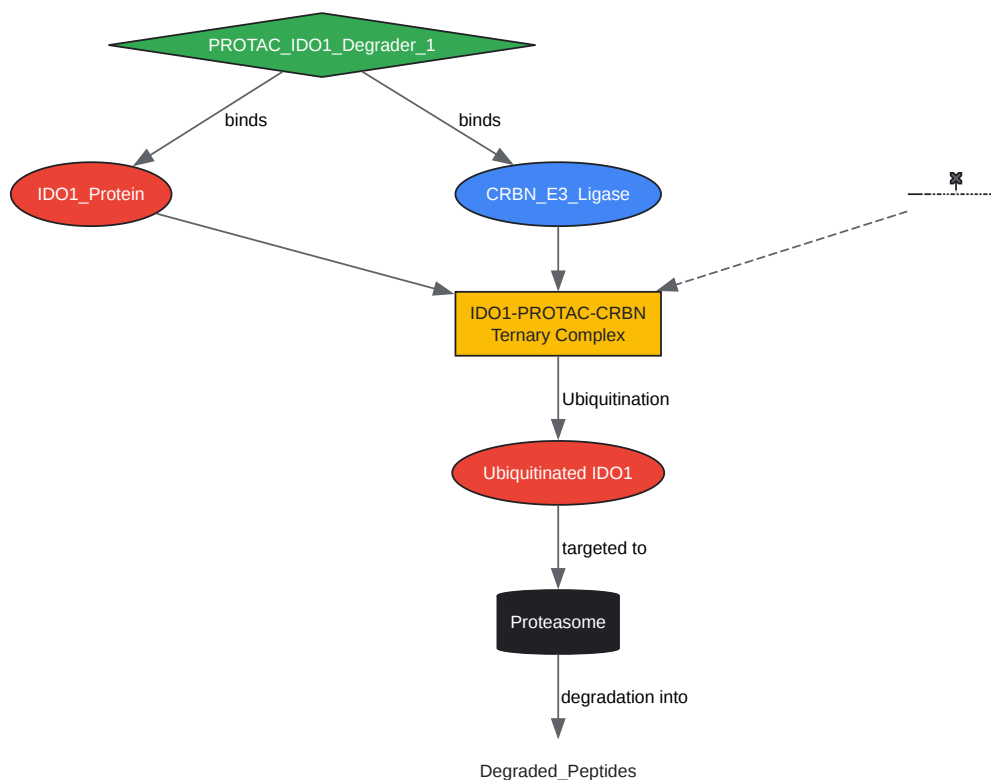 PROTAC_IDO1_Degrader_1
binds
binds
IDO1_Protein
CRBN_E3_Ligase
IDO1-PROTAC-CRBN
Ternary Complex
Ubiquitination
Ubiquitinated IDO1
targeted to
Proteasome
degradation into
Degraded_Peptides